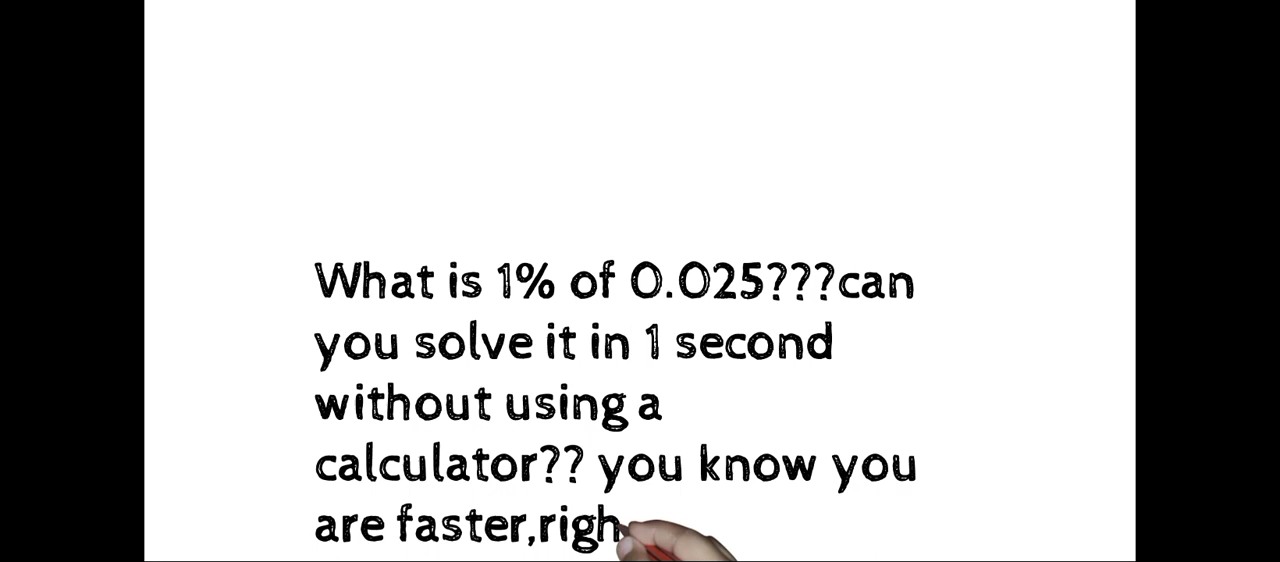 What is 1% of 0.025???can
you solve it in 1 second
without using a
calculator?? you know you
are faster,righ